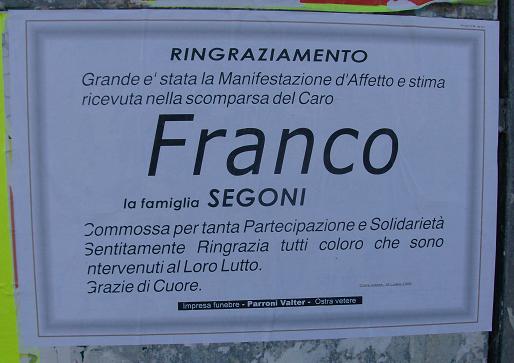 RINGRAZIAMENTO
Grande e' stata la Manifestazione d'Affetto e stima
ricevuta nella scomparsa del Caro
Franco
la famiglia SEGONI
Commossa per tanta Partecipazione e Solidarietà
Sentitamente Ringrazia tutti coloro che sono
ntervenuti al Loro Lutto.
Grazie di Cuore.
Impresa funebre - Parroni Valter - Ostra vetere